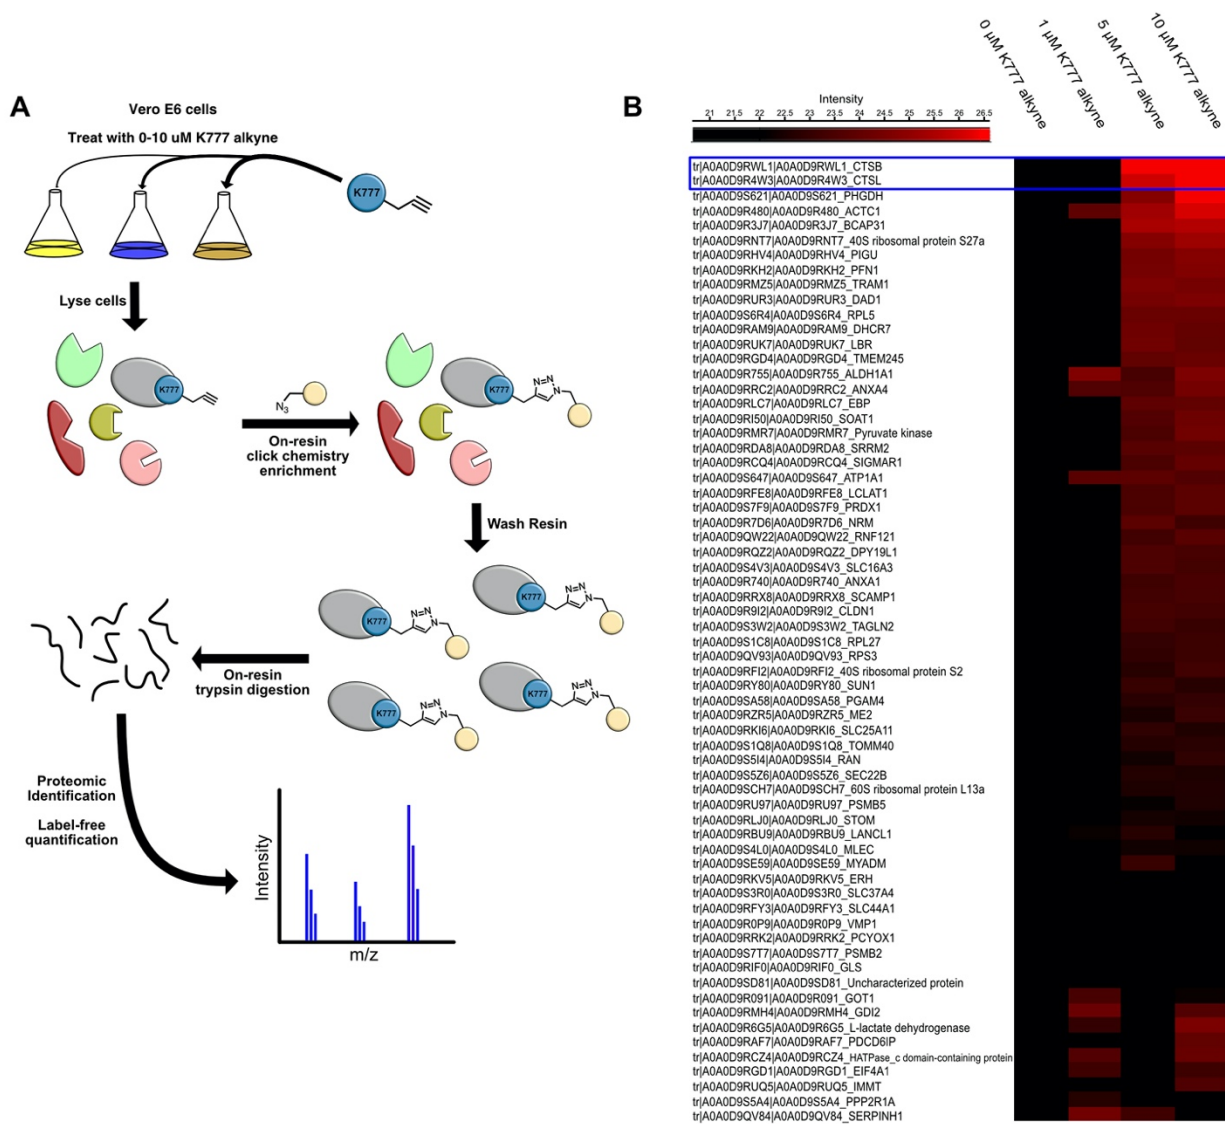 A
Vero E6 cells
Treat with 0-10 uM K777 alkyne
K777
Lyse cells
K777
N3
On-resin
click chemistry
enrichment
K777
N=N
N
Wash Resin
K777
N=N
N
K777
N=N
N
K777
N=N
N
K777
N=N
N
On-resin
trypsin digestion
Proteomic
Identification
Label-free
quantification
Intensity
m/z
B
0 µM K777 alkyne
1 µM K777 alkyne
5 µM K777 alkyne
10 µM K777 alkyne
Intensity
21 21.5 22 22.5 23 23.5 24 24.5 25 25.5 26 26.5
tr|A0A0D9RWL1|A0A0D9RWL1_CTSB
tr|A0A0D9R4W3|A0A0D9R4W3_CTSL
tr|A0A0D9S621|A0A0D9S621_PHGDH
tr|A0A0D9R480|A0A0D9R480_ACTC1
tr|A0A0D9R3J7|A0A0D9R3J7_BCAP31
tr|A0A0D9RNT7|A0A0D9RNT7_40S ribosomal protein S27a
tr|A0A0D9RHV4|A0A0D9RHV4_PIGU
tr|A0A0D9RKH2|A0A0D9RKH2_PFN1
tr|A0A0D9RMZ5|A0A0D9RMZ5_TRAM1
tr|A0A0D9RUR3|A0A0D9RUR3_DAD1
tr|A0A0D9S6R4|A0A0D9S6R4_RPL5
tr|A0A0D9RAM9|A0A0D9RAM9_DHCR7
tr|A0A0D9RUK7|A0A0D9RUK7_LBR
tr|A0A0D9RGD4|A0A0D9RGD4_TMEM245
tr|A0A0D9R755|A0A0D9R755_ALDH1A1
tr|A0A0D9RRC2|A0A0D9RRC2_ANXA4
tr|A0A0D9RLC7|A0A0D9RLC7_EBP
tr|A0A0D9RI50|A0A0D9RI50_SOAT1
tr|A0A0D9RMR7|A0A0D9RMR7_Pyruvate kinase
tr|A0A0D9RDA8|A0A0D9RDA8_SRRM2
tr|A0A0D9RCQ4|A0A0D9RCQ4_SIGMAR1
tr|A0A0D9S647|A0A0D9S647_ATP1A1
tr|A0A0D9RFE8|A0A0D9RFE8_LCLAT1
tr|A0A0D9S7F9|A0A0D9S7F9_PRDX1
tr|A0A0D9R7D6|A0A0D9R7D6_NRM
tr|A0A0D9QW22|A0A0D9QW22_RNF121
tr|A0A0D9RQZ2|A0A0D9RQZ2_DPY19L1
tr|A0A0D9S4V3|A0A0D9S4V3_SLC16A3
tr|A0A0D9R740|A0A0D9R740_ANXA1
tr|A0A0D9RRX8|A0A0D9RRX8_SCAMP1
tr|A0A0D9R9I2|A0A0D9R9I2_CLDN1
tr|A0A0D9S3W2|A0A0D9S3W2_TAGLN2
tr|A0A0D9S1C8|A0A0D9S1C8_RPL27
tr|A0A0D9QV93|A0A0D9QV93_RPS3
tr|A0A0D9RFI2|A0A0D9RFI2_40S ribosomal protein S2
tr|A0A0D9RY80|A0A0D9RY80_SUN1
tr|A0A0D9SA58|A0A0D9SA58_PGAM4
tr|A0A0D9RZR5|A0A0D9RZR5_ME2
tr|A0A0D9RKI6|A0A0D9RKI6_SLC25A11
tr|A0A0D9S1Q8|A0A0D9S1Q8_TOMM40
tr|A0A0D9S5I4|A0A0D9S5I4_RAN
tr|A0A0D9S5Z6|A0A0D9S5Z6_SEC22B
tr|A0A0D9SCH7|A0A0D9SCH7_60S ribosomal protein L13a
tr|A0A0D9RU97|A0A0D9RU97_PSMB5
tr|A0A0D9RLJ0|A0A0D9RLJ0_STOM
tr|A0A0D9RBU9|A0A0D9RBU9_LANCL1
tr|A0A0D9S4L0|A0A0D9S4L0_MLEC
tr|A0A0D9SE59|A0A0D9SE59_MYADM
tr|A0A0D9RKV5|A0A0D9RKV5_ERH
tr|A0A0D9S3R0|A0A0D9S3R0_SLC37A4
tr|A0A0D9RFY3|A0A0D9RFY3_SLC44A1
tr|A0A0D9R0P9|A0A0D9R0P9_VMP1
tr|A0A0D9RRK2|A0A0D9RRK2_PCYOX1
tr|A0A0D9S7T7|A0A0D9S7T7_PSMB2
tr|A0A0D9RIF0|A0A0D9RIF0_GLS
tr|A0A0D9SD81|A0A0D9SD81_Uncharacterized protein
tr|A0A0D9R091|A0A0D9R091_GOT1
tr|A0A0D9RMH4|A0A0D9RMH4_GDI2
tr|A0A0D9R6G5|A0A0D9R6G5_L-lactate dehydrogenase
tr|A0A0D9RAF7|A0A0D9RAF7_PDCD6IP
tr|A0A0D9RCZ4|A0A0D9RCZ4_HATPase_c domain-containing protein
tr|A0A0D9RGD1|A0A0D9RGD1_EIF4A1
tr|A0A0D9RUQ5|A0A0D9RUQ5_IMMT
tr|A0A0D9S5A4|A0A0D9S5A4_PPP2R1A
tr|A0A0D9QV84|A0A0D9QV84_SERPINH1